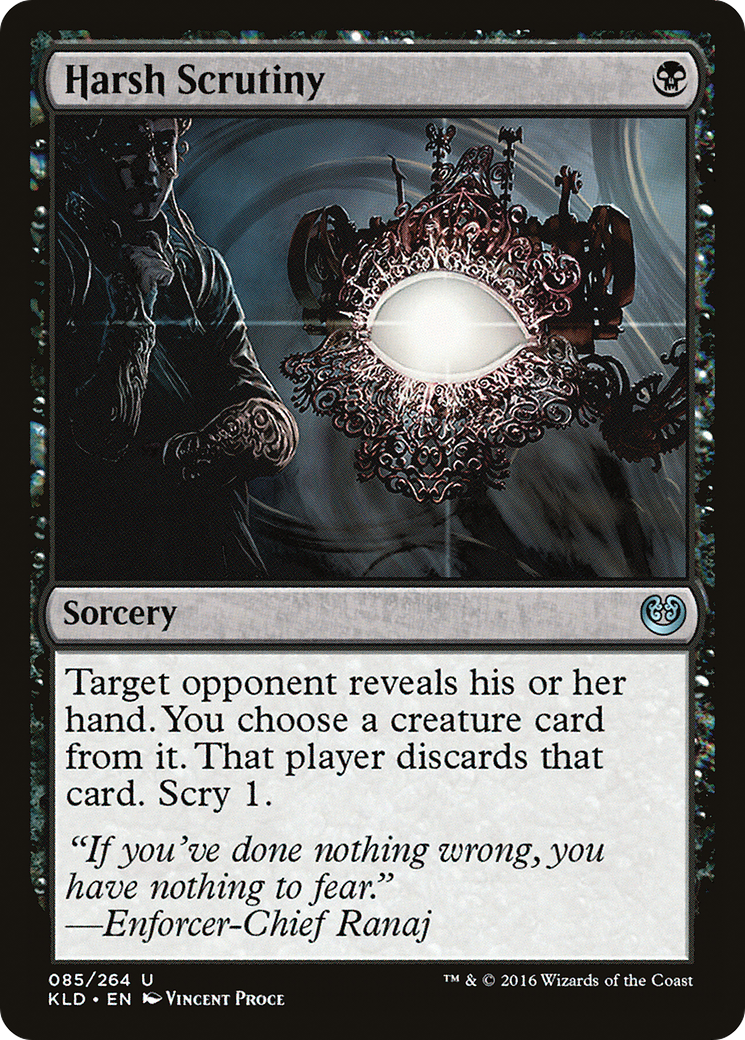 Harsh Scrutiny
Sorcery
Target opponent reveals his or her
hand. You choose a creature card
from it. That player discards that
card. Scry 1.
“If you’ve done nothing wrong, you
have nothing to fear.”
—Enforcer-Chief Ranaj
085/264 U
™ & © 2016 Wizards of the Coast
KLD • EN Vincent Proce